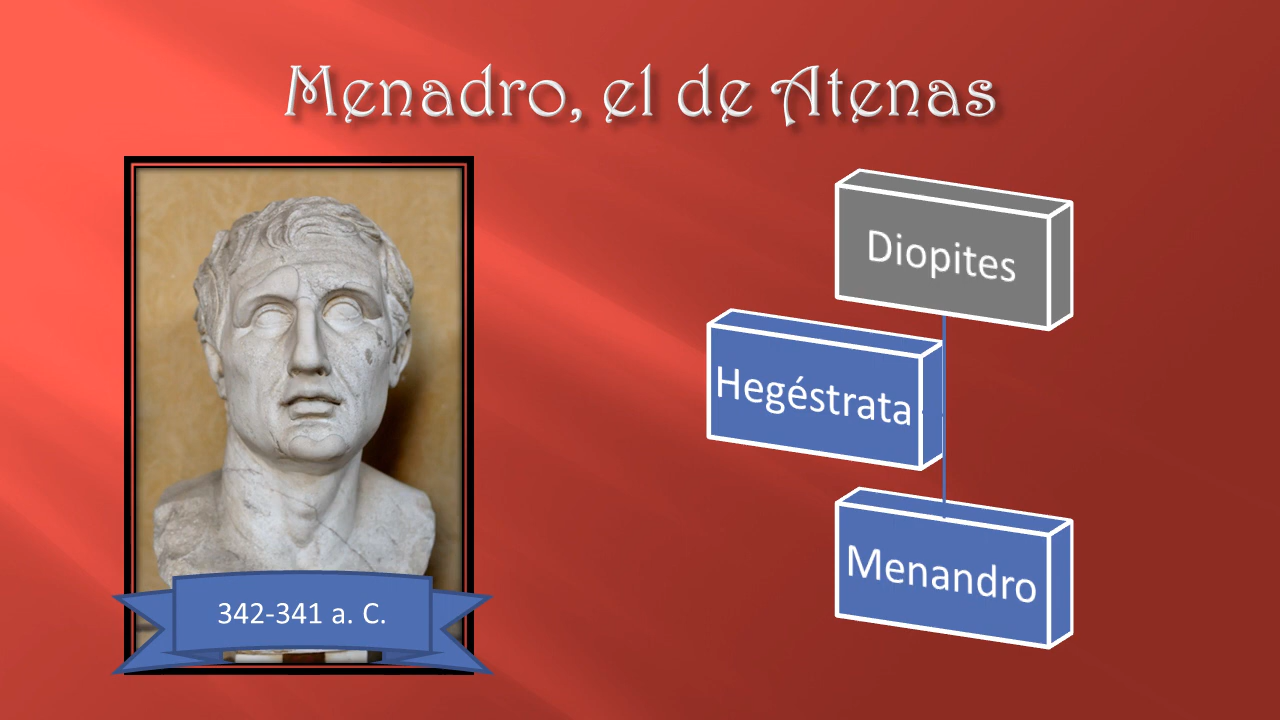 Menadro, el de Atenas
Diopites
Hegéstrata
Menandro
342-341 a. C.